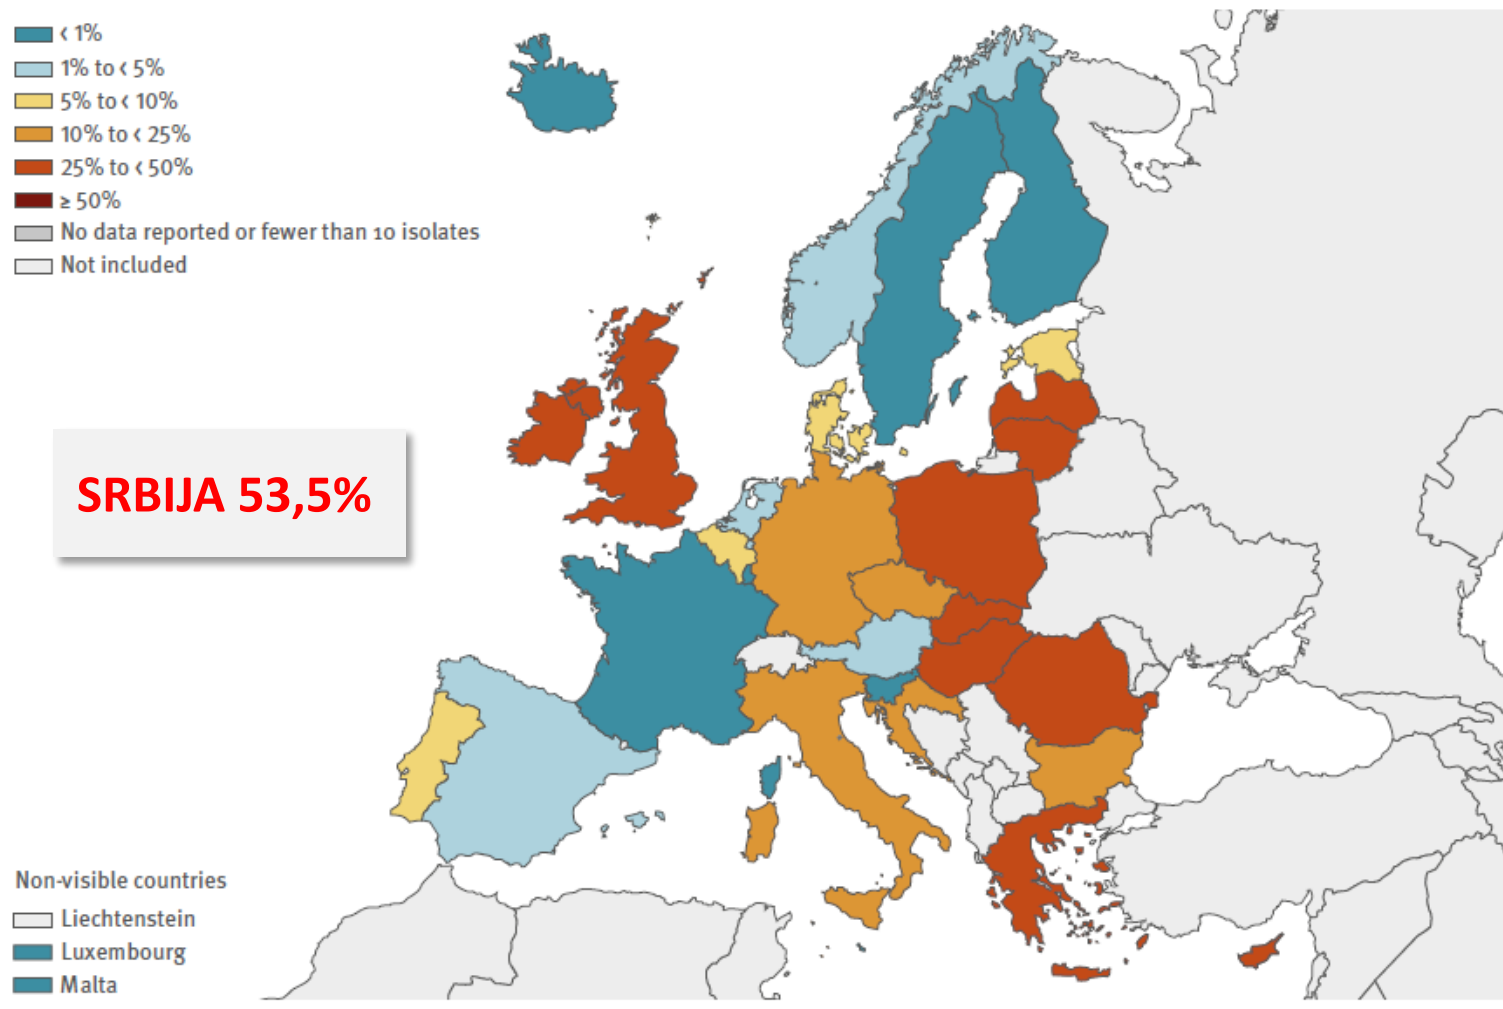 < 1%
1% to < 5%
5% to < 10%
10% to < 25%
25% to < 50%
≥ 50%
No data reported or fewer than 10 isolates
Not included
SRBIJA 53,5%
Non-visible countries
Liechtenstein
Luxembourg
Malta